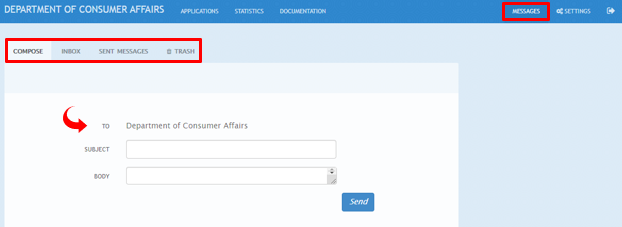 DEPARTMENT OF CONSUMER AFFAIRS APPLICATIONS STATISTICS DOCUMENTATION MESSAGES SETTINGS
COMPOSE INBOX SENT MESSAGES TRASH
TO Department of Consumer Affairs
SUBJECT
BODY
Send